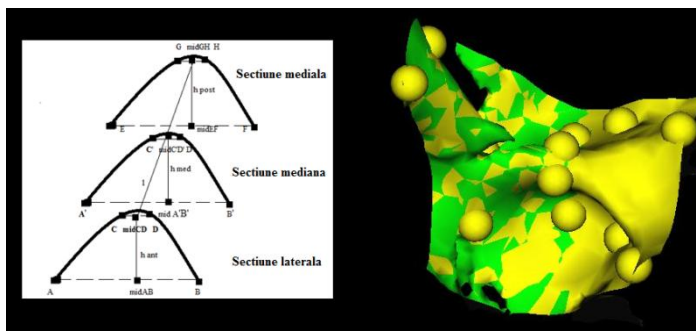 G midGH H
Sectiune mediala
h post
E midEF F
C' midC'D' D'
Sectiune mediana
h med
l
A' mid A'B' B'
C midCD D
Sectiune laterala
h ant
A midAB B